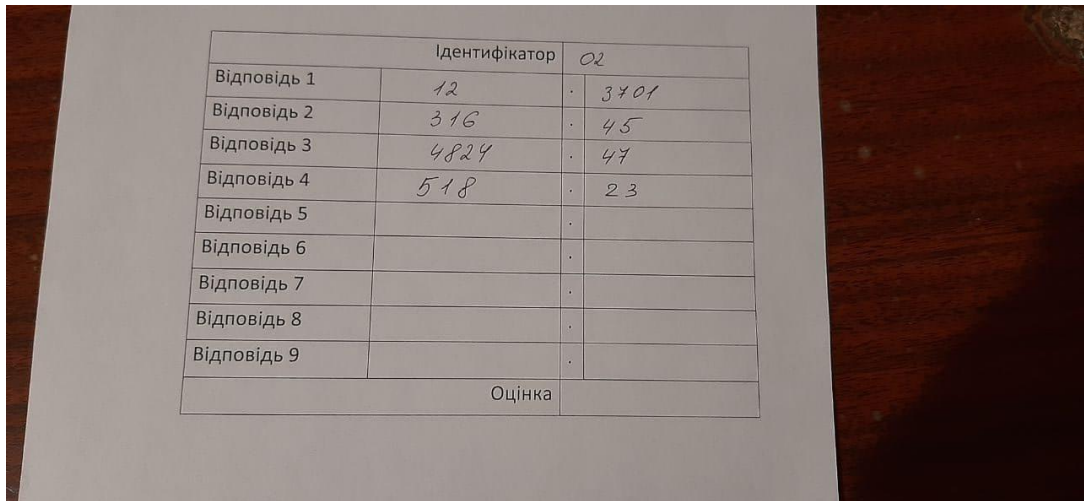 Ідентифікатор 02
Відповідь 1 12 . 3701
Відповідь 2 316 . 45
Відповідь 3 4824 . 47
Відповідь 4 518 . 23
Відповідь 5 .
Відповідь 6 .
Відповідь 7 .
Відповідь 8 .
Відповідь 9 .
Оцінка